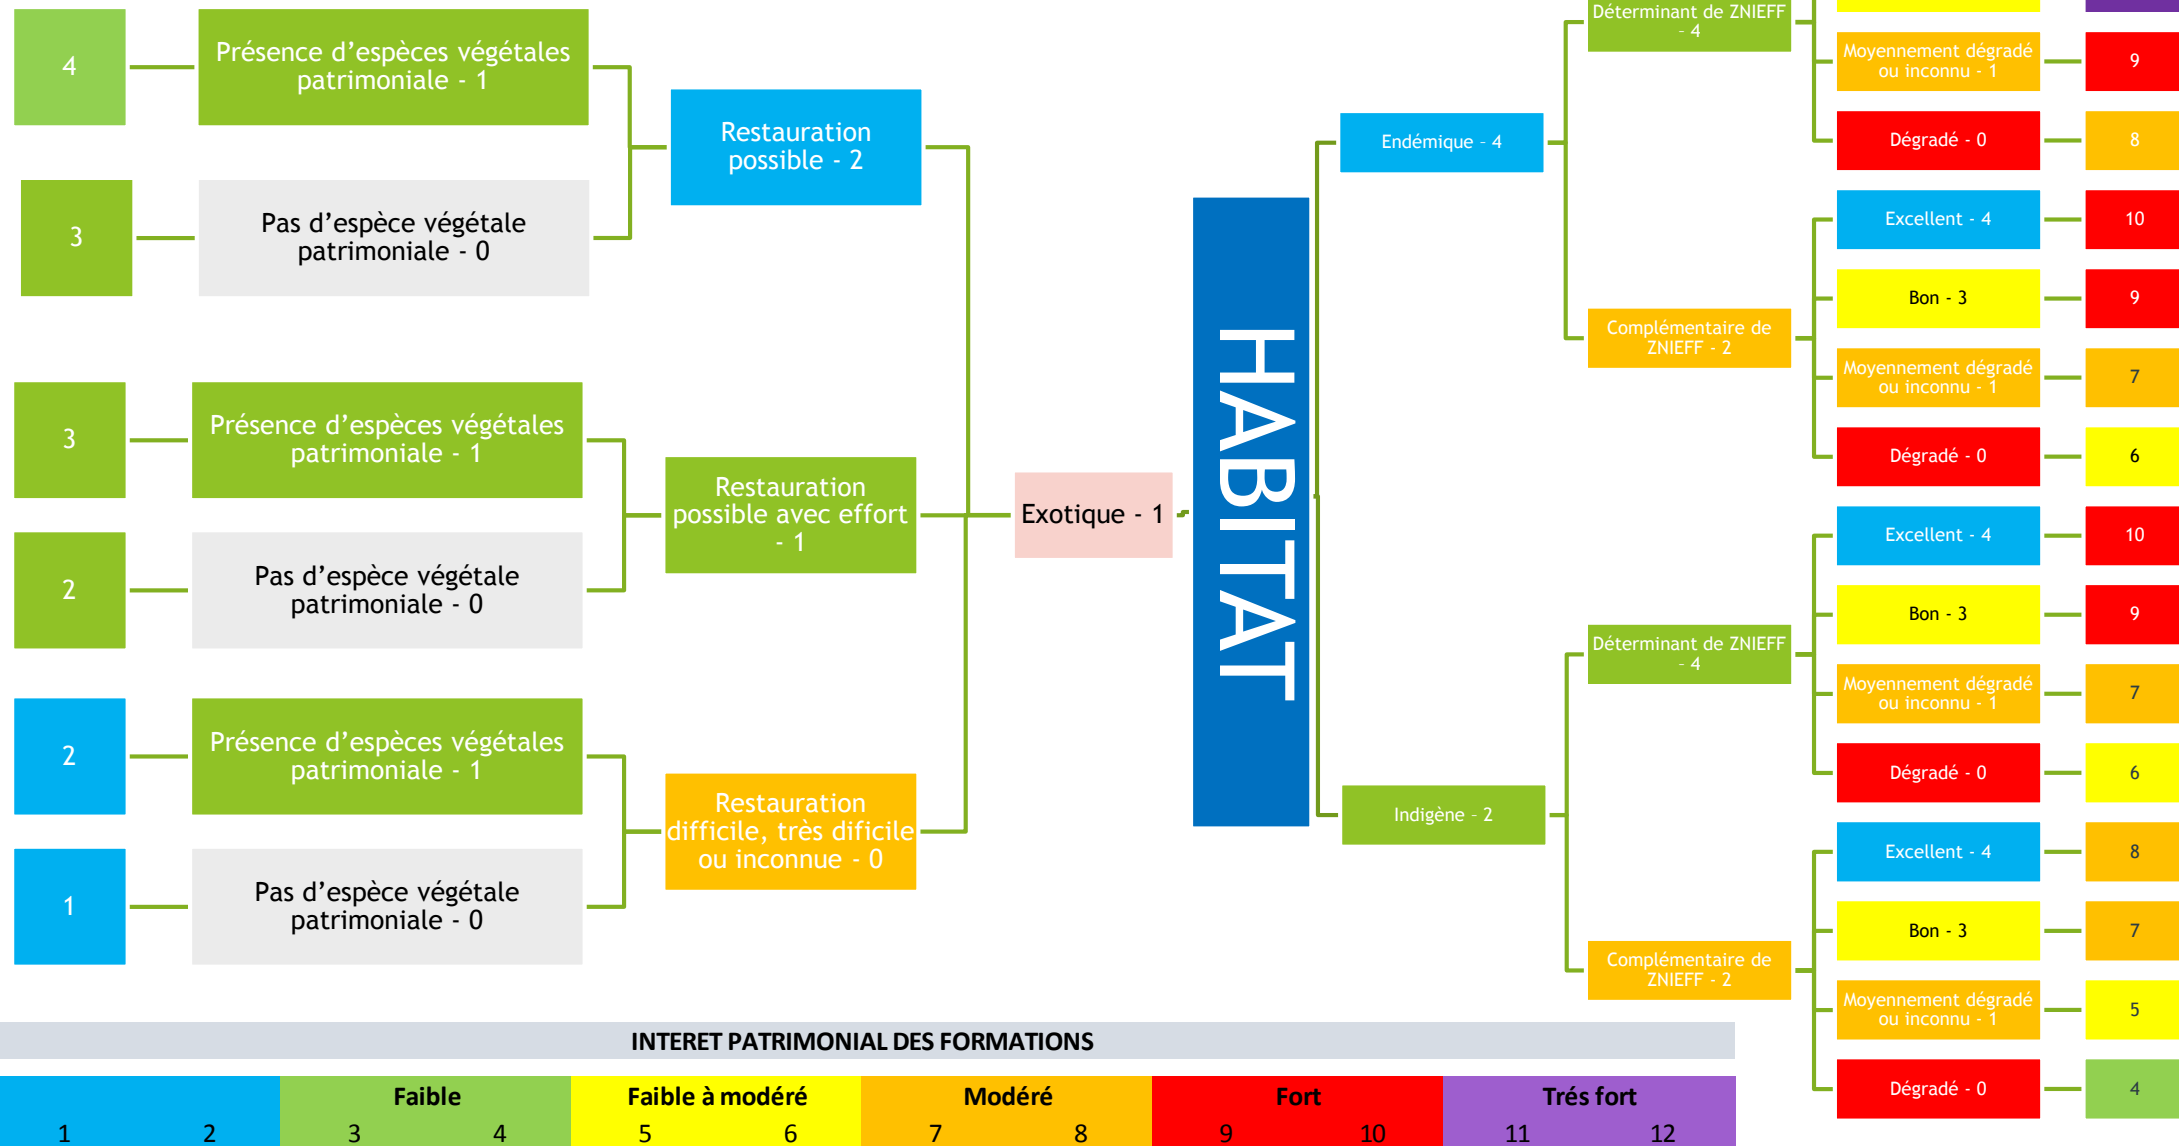 4
Présence d'espèces végétales
patrimoniale - 1
3
Pas d'espèce végétale
patrimoniale - 0
Restauration
possible - 2
3
Présence d'espèces végétales
patrimoniale - 1
2
Pas d'espèce végétale
patrimoniale - 0
Restauration
possible avec effort
- 1
2
Présence d'espèces végétales
patrimoniale - 1
1
Pas d'espèce végétale
patrimoniale - 0
Restauration
difficile, très dificile
ou inconnue - 0
Exotique - 1
HABITAT
Endémique - 4
Déterminant de ZNIEFF
- 4
Moyennement dégradé
ou inconnu - 1
9
Dégradé - 0
8
Complémentaire de
ZNIEFF - 2
Excellent - 4
10
Bon - 3
9
Moyennement dégradé
ou inconnu - 1
7
Dégradé - 0
6
Indigène - 2
Déterminant de ZNIEFF
- 4
Excellent - 4
10
Bon - 3
9
Moyennement dégradé
ou inconnu - 1
7
Dégradé - 0
6
Complémentaire de
ZNIEFF - 2
Excellent - 4
8
Bon - 3
7
Moyennement dégradé
ou inconnu - 1
5
Dégradé - 0
4
INTERET PATRIMONIAL DES FORMATIONS
Faible Faible à modéré Modéré Fort Trés fort
1 2 3 4 5 6 7 8 9 10 11 12